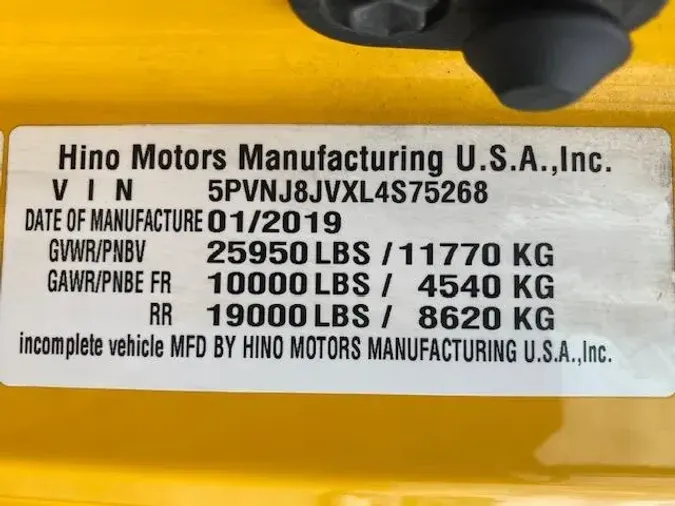 Hino Motors Manufacturing U.S.A.,Inc.
V I N 5PVNJ8JVXL4S75268
DATE OF MANUFACTURE 01/2019
GVWR/PNBV 25950 LBS / 11770 KG
GAWR/PNBE FR 10000 LBS / 4540 KG
RR 19000 LBS / 8620 KG
incomplete vehicle MFD BY HINO MOTORS MANUFACTURING U.S.A.,Inc.